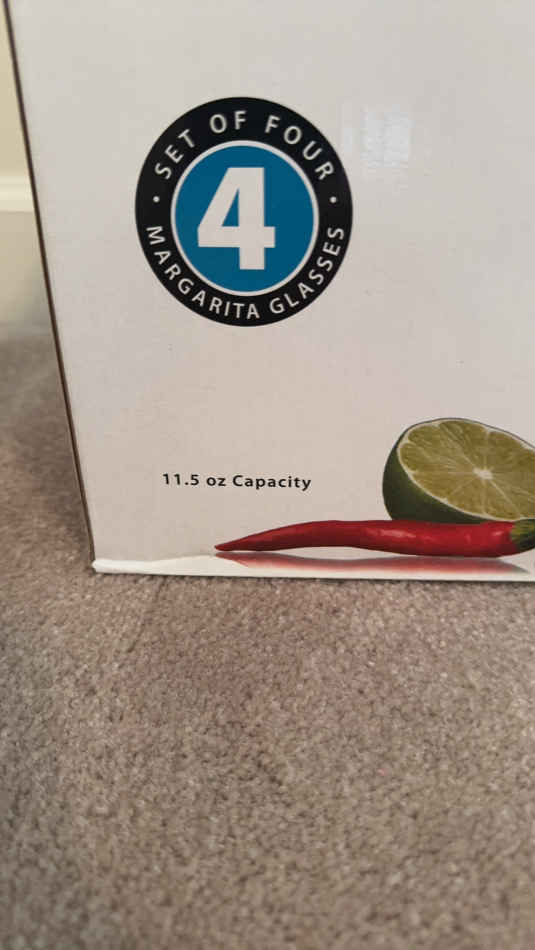 SET OF FOUR
4
MARGARITA GLASSES
11.5 oz Capacity